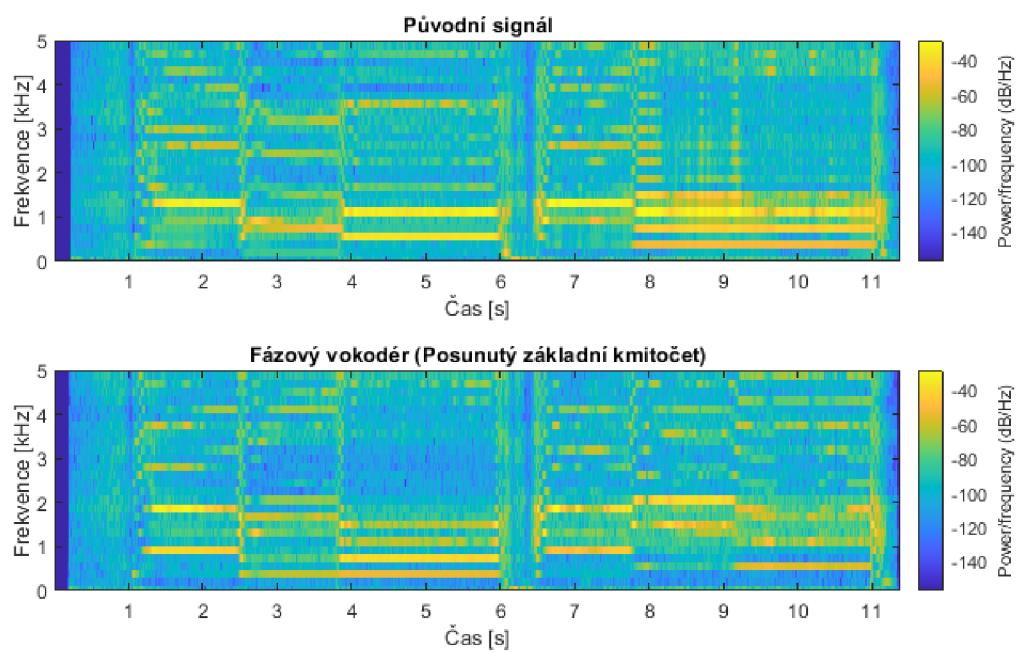 Původní signál
5
4
3
2
1
0
Frekvence [kHz]
1 2 3 4 5 6 7 8 9 10 11
Čas [s]
-40
-60
-80
-100
-120
-140
Power/frequency (dB/Hz)
Fázový vokodér (Posunutý základní kmitočet)
5
4
3
2
1
0
Frekvence [kHz]
1 2 3 4 5 6 7 8 9 10 11
Čas [s]
-40
-60
-80
-100
-120
-140
Power/frequency (dB/Hz)